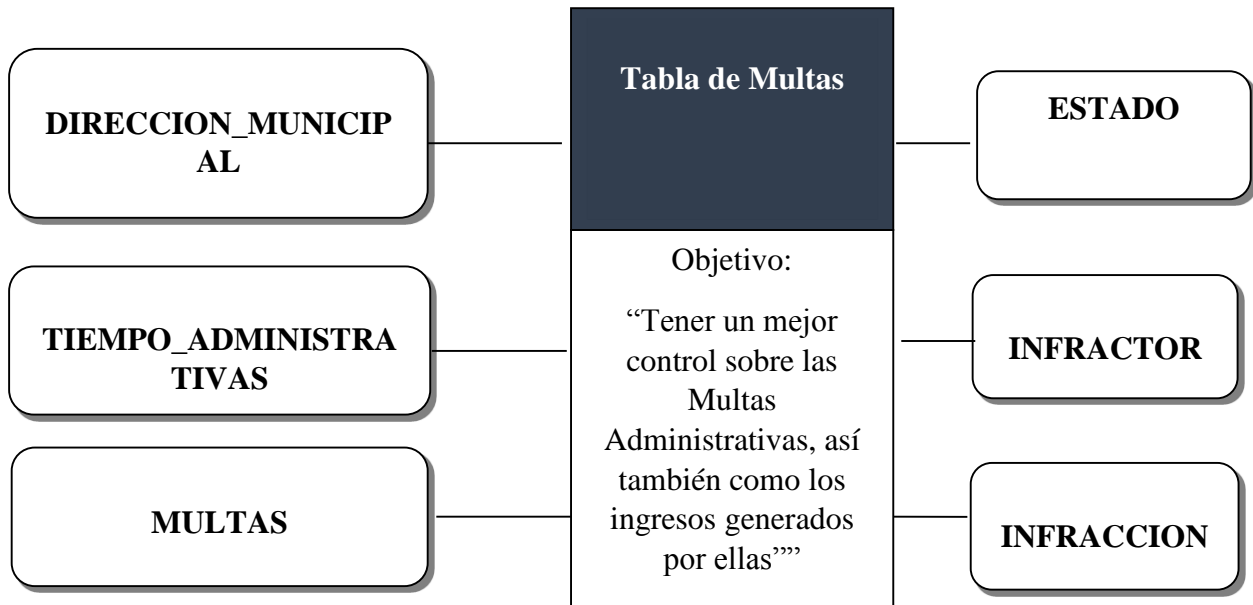 DIRECCION_MUNICIP
AL
TIEMPO_ADMINISTRA
TIVAS
MULTAS
Tabla de Multas
Objetivo:
“Tener un mejor
control sobre las
Multas
Administrativas, así
también como los
ingresos generados
por ellas””
ESTADO
INFRACTOR
INFRACCION